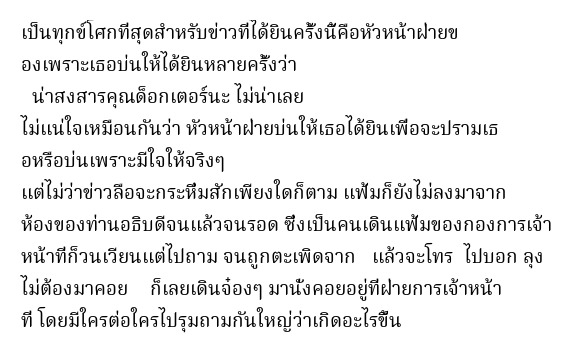 เป็นทุกข์โศกที่สุดสำหรับข่าวที่ได้ยินครั้งนี้คือหัวหน้าฝ่ายข
องเพราะเธอบ่นให้ได้ยินหลายครั้งว่า
น่าสงสารคุณด็อกเตอร์นะ ไม่น่าเลย
ไม่แน่ใจเหมือนกันว่า หัวหน้าฝ่ายบ่นให้เธอได้ยินเพื่อจะปรามเธ
อหรือบ่นเพราะมีใจให้จริงๆ
แต่ไม่ว่าข่าวลือจะกระหึ่มสักเพียงใดก็ตาม แฟ้มก็ยังไม่ลงมาจาก
ห้องของท่านอธิบดีจนแล้วจนรอด ซึ่งเป็นคนเดินแฟ้มของกองการเจ้า
หน้าที่ก็วนเวียนแต่ไปถาม จนถูกตะเพิดจาก แล้วจะโทร ไปบอก ลุง
ไม่ต้องมาคอย ก็เลยเดินจ๋องๆ มานั่งคอยอยู่ที่ฝ่ายการเจ้าหน้า
ที่ โดยมีใครต่อใครไปรุมถามกันใหญ่ว่าเกิดอะไรขึ้น